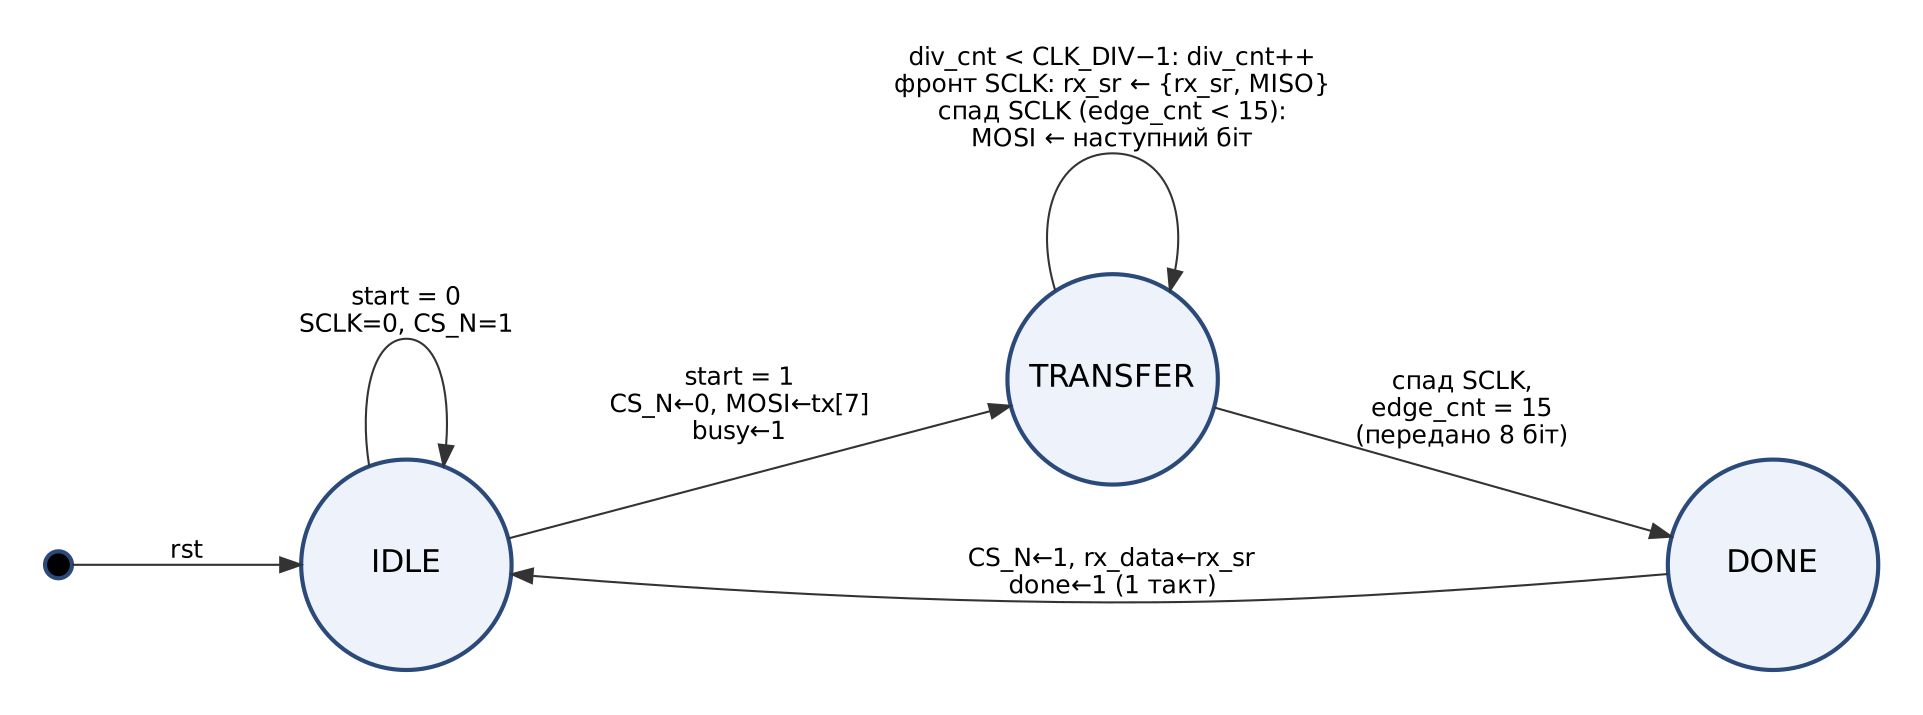 div_cnt < CLK_DIV−1: div_cnt++
фронт SCLK: rx_sr ← {rx_sr, MISO}
спад SCLK (edge_cnt < 15):
MOSI ← наступний біт
start = 0
SCLK=0, CS_N=1
start = 1
CS_N←0, MOSI←tx[7]
busy←1
TRANSFER
спад SCLK,
edge_cnt = 15
(передано 8 біт)
rst
IDLE
CS_N←1, rx_data←rx_sr
done←1 (1 такт)
DONE